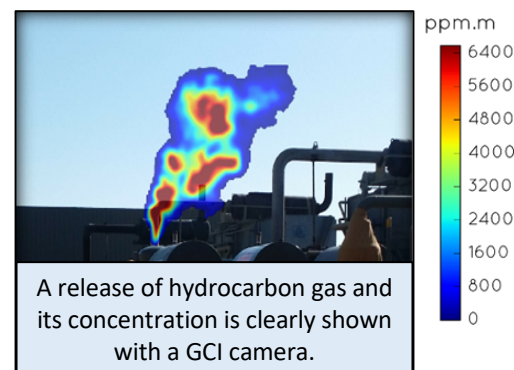 ppm.m
6400
5600
4800
4000
3200
2400
1600
800
0
A release of hydrocarbon gas and
its concentration is clearly shown
with a GCI camera.